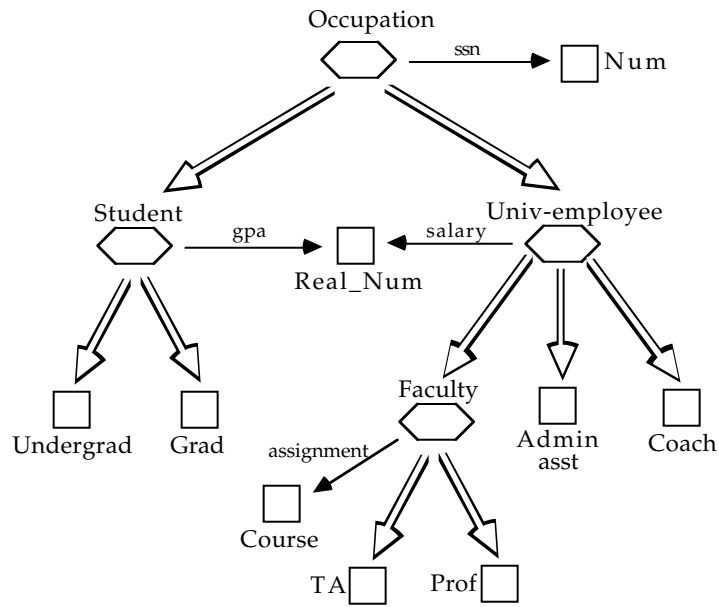 Occupation
ssn
Num
Student
Univ-employee
gpa
salary
Real_Num
Faculty
Undergrad
Grad
Admin
asst
Coach
assignment
Course
TA
Prof